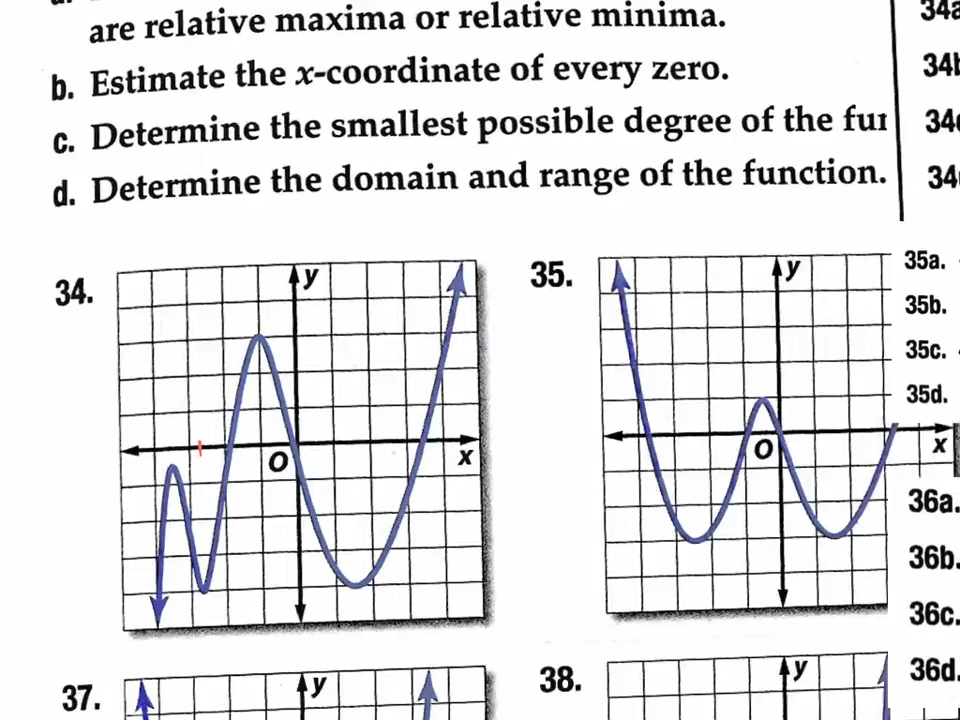 are relative maxima or relative minima.
b. Estimate the x-coordinate of every zero.
c. Determine the smallest possible degree of the
d. Determine the domain and range of the function.
34.
y
O
x
35.
y
O
x
37.
y
38.
y
35a.
35b.
35c.
35d.
36a.
36b.
36c.
36d.